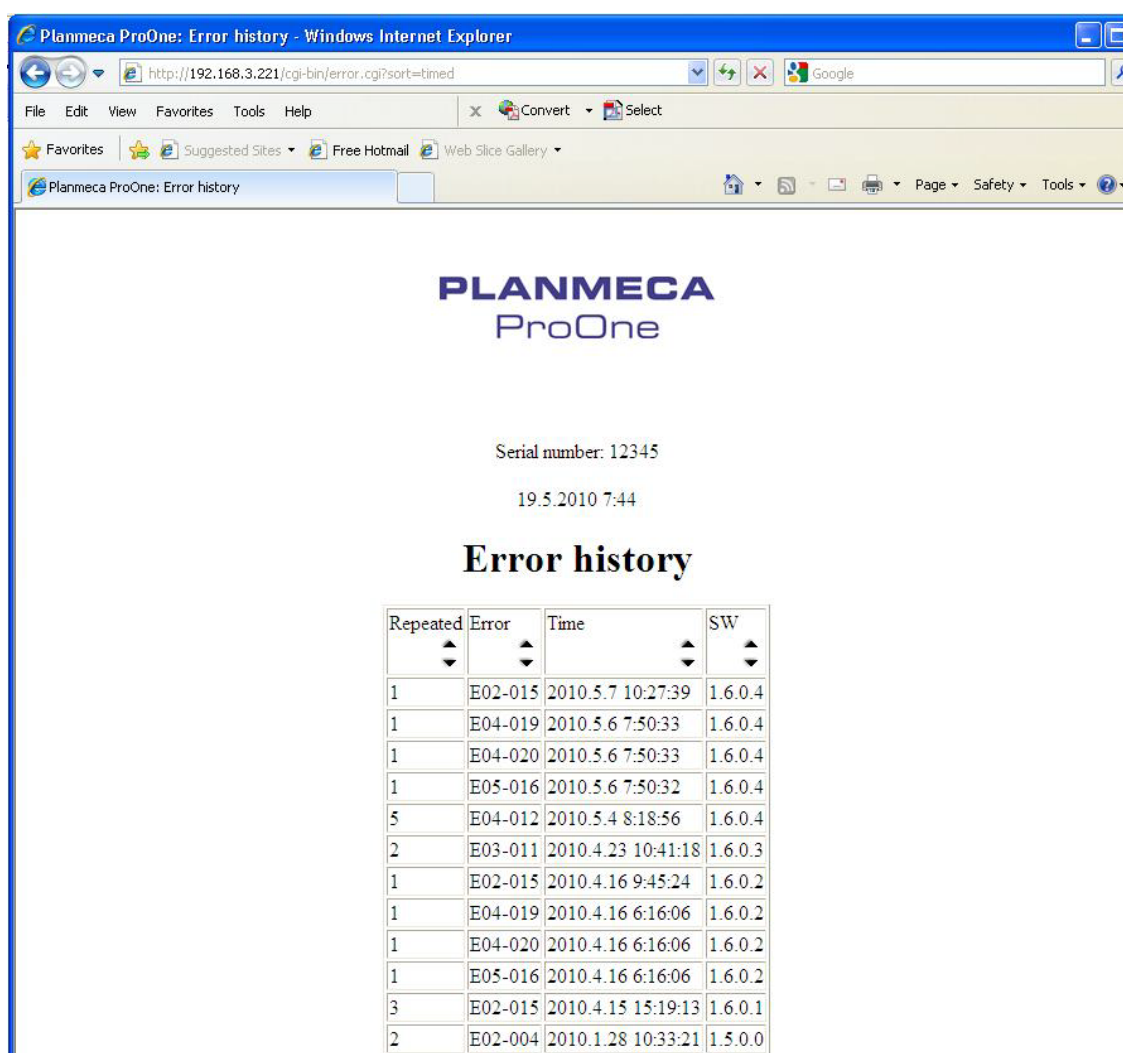 Planmeca ProOne: Error history - Windows Internet Explorer
http://192.168.3.221/cgi-bin/error.cgi?sort=timed Google
File Edit View Favorites Tools Help x Convert Select
Favorites Suggested Sites Free Hotmail Web Slice Gallery
Planmeca ProOne: Error history Page Safety Tools
PLANMECA
ProOne
Serial number: 12345
19.5.2010 7:44
Error history
Repeated Error Time SW
1 E02-015 2010.5.7 10:27:39 1.6.0.4
1 E04-019 2010.5.6 7:50:33 1.6.0.4
1 E04-020 2010.5.6 7:50:33 1.6.0.4
1 E05-016 2010.5.6 7:50:32 1.6.0.4
5 E04-012 2010.5.4 8:18:56 1.6.0.4
2 E03-011 2010.4.23 10:41:18 1.6.0.3
1 E02-015 2010.4.16 9:45:24 1.6.0.2
1 E04-019 2010.4.16 6:16:06 1.6.0.2
1 E04-020 2010.4.16 6:16:06 1.6.0.2
1 E05-016 2010.4.16 6:16:06 1.6.0.2
3 E02-015 2010.4.15 15:19:13 1.6.0.1
2 E02-004 2010.1.28 10:33:21 1.5.0.0